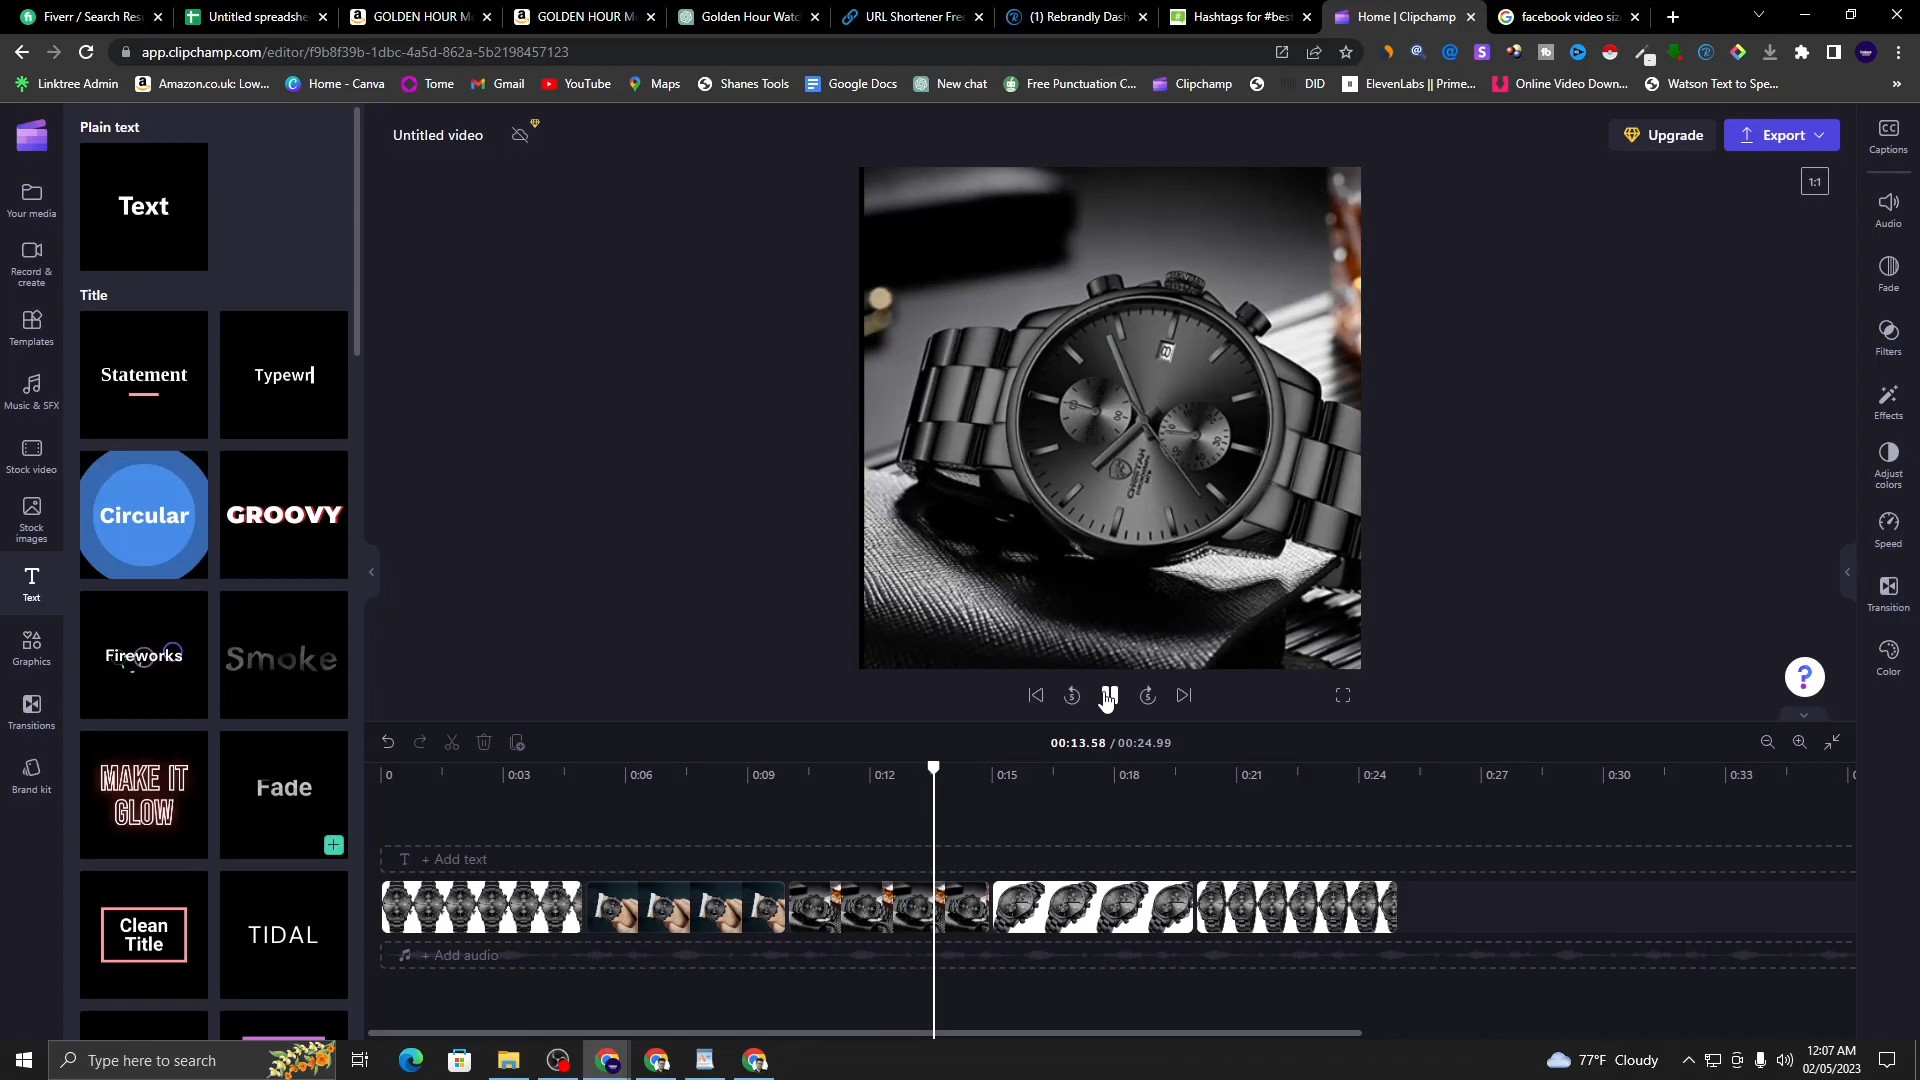 Fiverr / Search Res
Untitled spreadshe
GOLDEN HOUR M
GOLDEN HOUR M
Golden Hour Watc
URL Shortener Fre
(1) Rebrandly Dash
Hashtags for #best
Home | Clipchamp
facebook video siz
app.clipchamp.com/editor/f9b8f39b-1dbc-4a5d-862a-5b2198457123
Linktree Admin
Amazon.co.uk: Low...
Home - Canva
Tome
Gmail
YouTube
Maps
Shanes Tools
Google Docs
New chat
Free Punctuation C...
Clipchamp
DID
ElevenLabs || Prime...
Online Video Down...
Watson Text to Spe...
Your media
Record &
create
Templates
Music & SFX
Stock video
Stock
images
T
Text
Graphics
Transitions
Brand kit
Plain text
Text
Title
Statement
Typewr
Circular
GROOVY
Fireworks
Smoke
MAKE IT
GLOW
Fade
Clean
Title
TIDAL
Untitled video
Upgrade
Export
1:1
8
CHEETAH
5
5
?
CC
Captions
Audio
Fade
Filters
Effects
Adjust
colors
Speed
Transition
Color
00:13.58 / 00:24.99
0
0:03
0:06
0:09
0:12
0:15
0:18
0:21
0:24
0:27
0:30
0:33
T + Add text
+ Add audio
Type here to search
77°F Cloudy
12:07 AM
02/05/2023